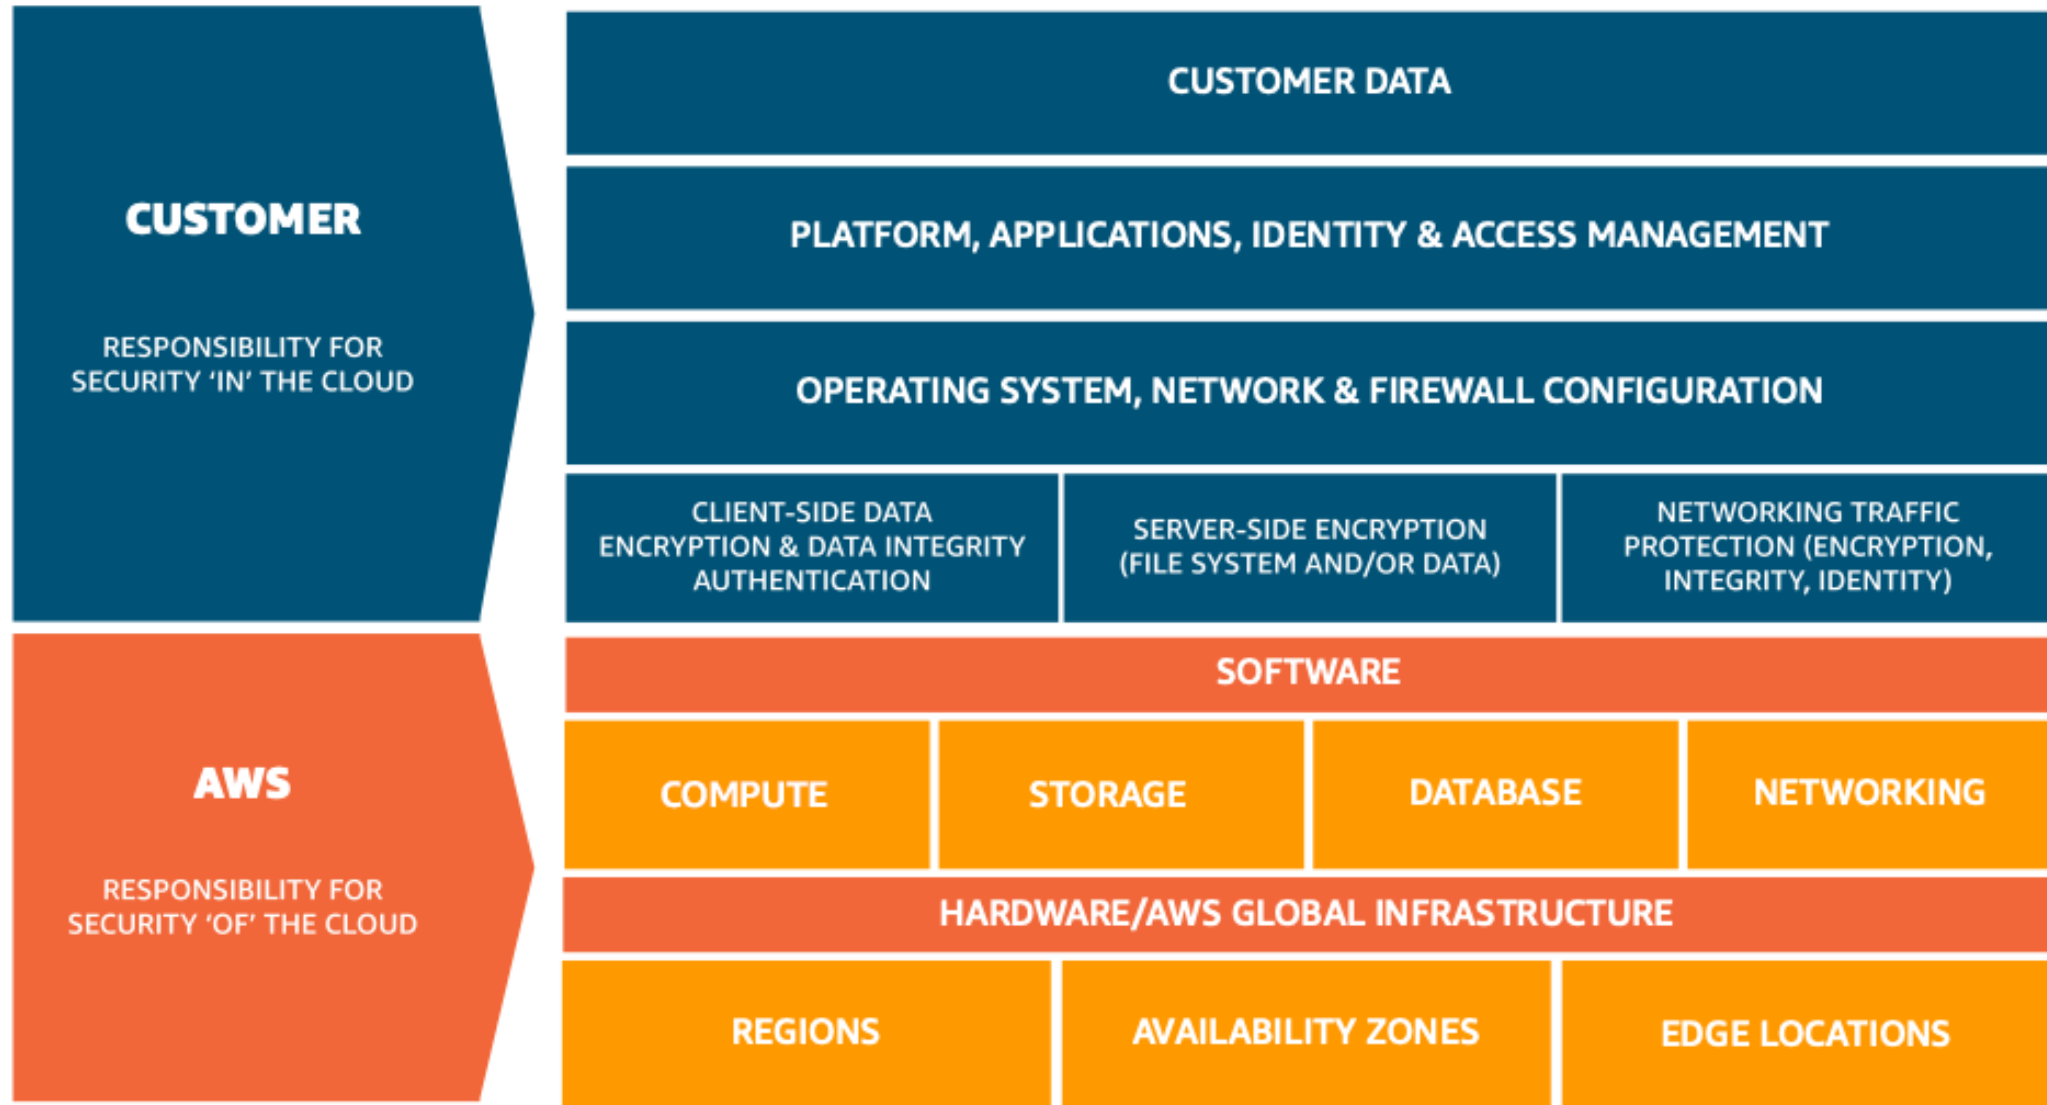 CUSTOMER
RESPONSIBILITY FOR
SECURITY ‘IN’ THE CLOUD
CUSTOMER DATA
PLATFORM, APPLICATIONS, IDENTITY & ACCESS MANAGEMENT
OPERATING SYSTEM, NETWORK & FIREWALL CONFIGURATION
CLIENT-SIDE DATA
ENCRYPTION & DATA INTEGRITY
AUTHENTICATION
SERVER-SIDE ENCRYPTION
(FILE SYSTEM AND/OR DATA)
NETWORKING TRAFFIC
PROTECTION (ENCRYPTION,
INTEGRITY, IDENTITY)
AWS
RESPONSIBILITY FOR
SECURITY ‘OF’ THE CLOUD
SOFTWARE
COMPUTE
STORAGE
DATABASE
NETWORKING
HARDWARE/AWS GLOBAL INFRASTRUCTURE
REGIONS
AVAILABILITY ZONES
EDGE LOCATIONS